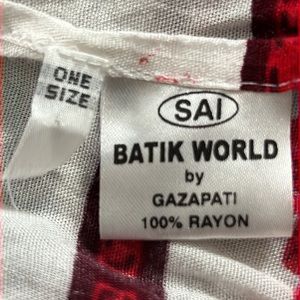 ONE
SIZE
SAI
BATIK WORLD
by
GAZAPATI
100% RAYON